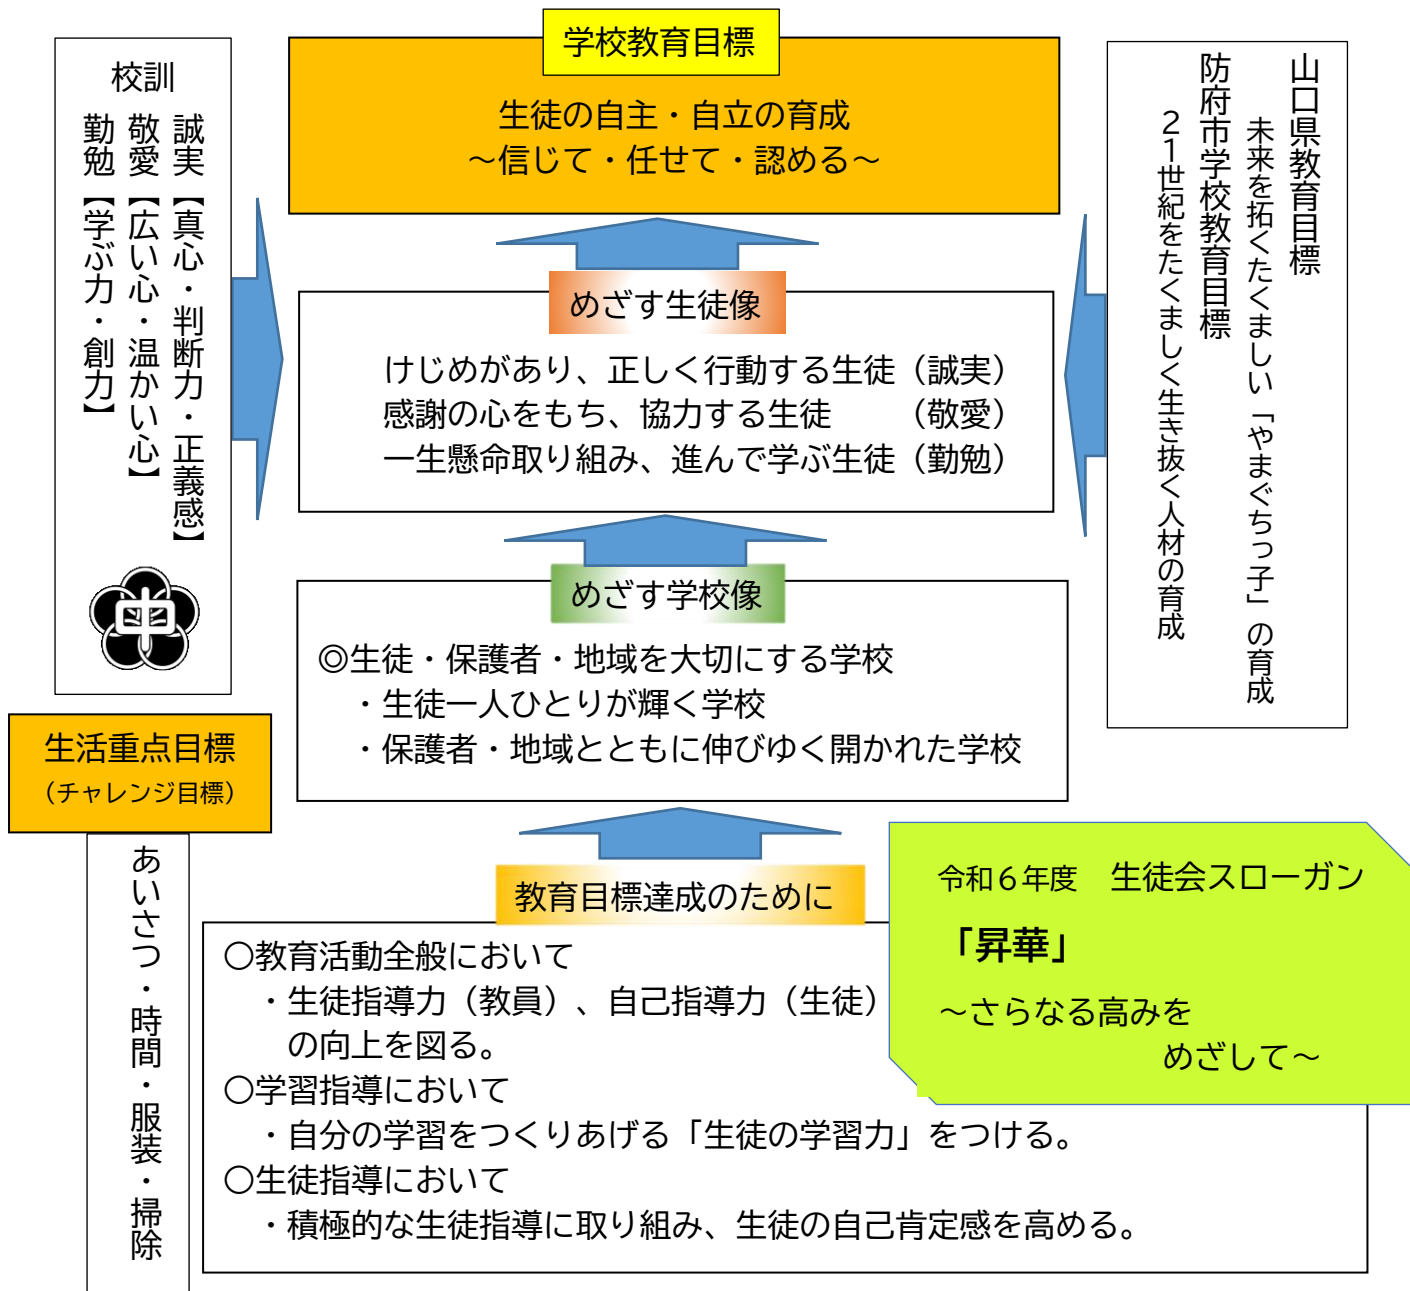 学校教育目標
生徒の自主・自立の育成
～信じて・任せて・認める～
校訓
誠実【真心・判断力・正義感】
敬愛【広い心・温かい心】
勤勉【学ぶ力・創力】
中
山口県教育目標
未来を拓くたくましい「やまぐちっ子」の育成
防府市学校教育目標
２１世紀をたくましく生き抜く人材の育成
めざす生徒像
けじめがあり、正しく行動する生徒（誠実）
感謝の心をもち、協力する生徒　　（敬愛）
一生懸命取り組み、進んで学ぶ生徒（勤勉）
めざす学校像
◎生徒・保護者・地域を大切にする学校
・生徒一人ひとりが輝く学校
・保護者・地域とともに伸びゆく開かれた学校
生活重点目標
（チャレンジ目標）
あいさつ・時間・服装・掃除
教育目標達成のために
〇教育活動全般において
・生徒指導力（教員）、自己指導力（生徒）
の向上を図る。
〇学習指導において
・自分の学習をつくりあげる「生徒の学習力」をつける。
〇生徒指導において
・積極的な生徒指導に取り組み、生徒の自己肯定感を高める。
令和６年度　生徒会スローガン
「昇華」
～さらなる高みを
めざして～